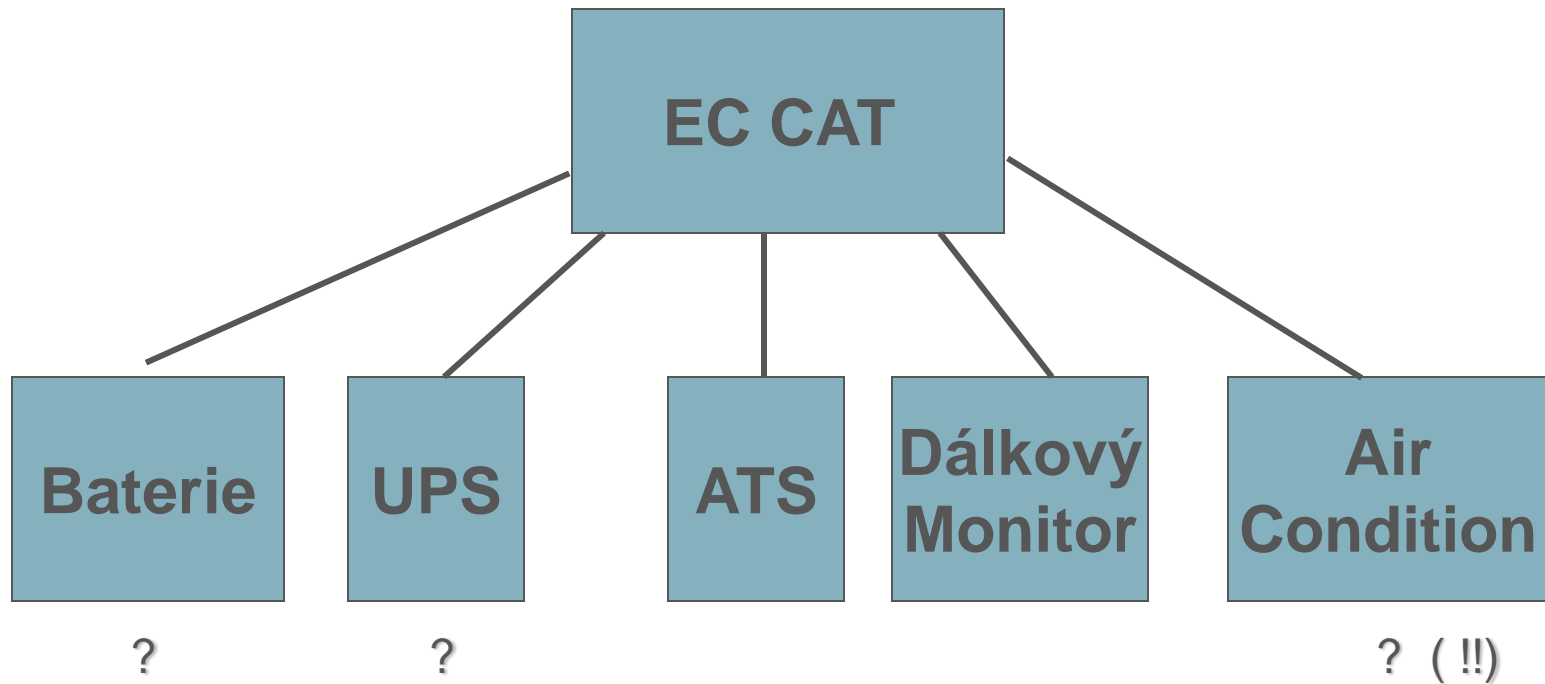 EC CAT
Baterie
UPS
ATS
Dálkový
Monitor
Air
Condition
?
?
? ( !!)